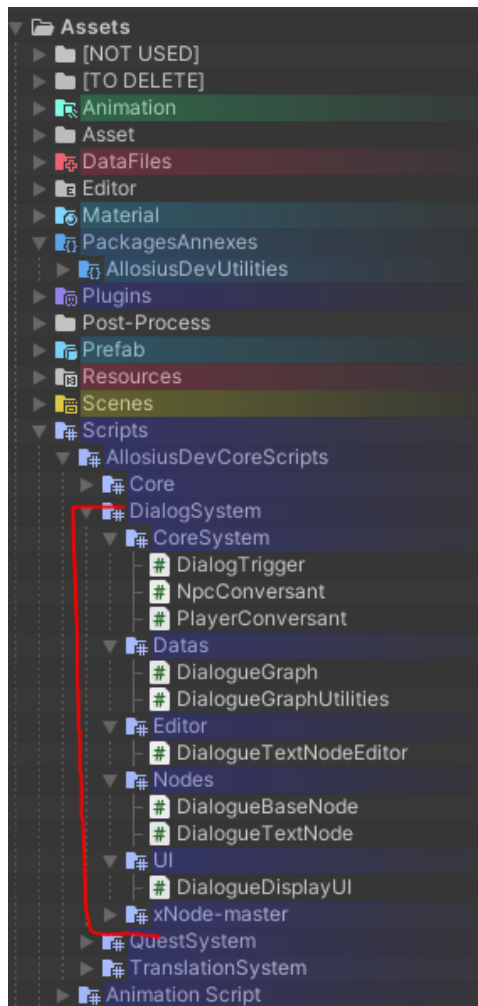 Assets
[NOT USED]
[TO DELETE]
Animation
Asset
DataFiles
Editor
Material
PackagesAnnexes
AllosiusDevUtilities
Plugins
Post-Process
Prefab
Resources
Scenes
Scripts
AllosiusDevCoreScripts
Core
DialogSystem
CoreSystem
DialogTrigger
NpcConversant
PlayerConversant
Datas
DialogueGraph
DialogueGraphUtilities
Editor
DialogueTextNodeEditor
Nodes
DialogueBaseNode
DialogueTextNode
UI
DialogueDisplayUI
xNode-master
QuestSystem
TranslationSystem
Animation Script